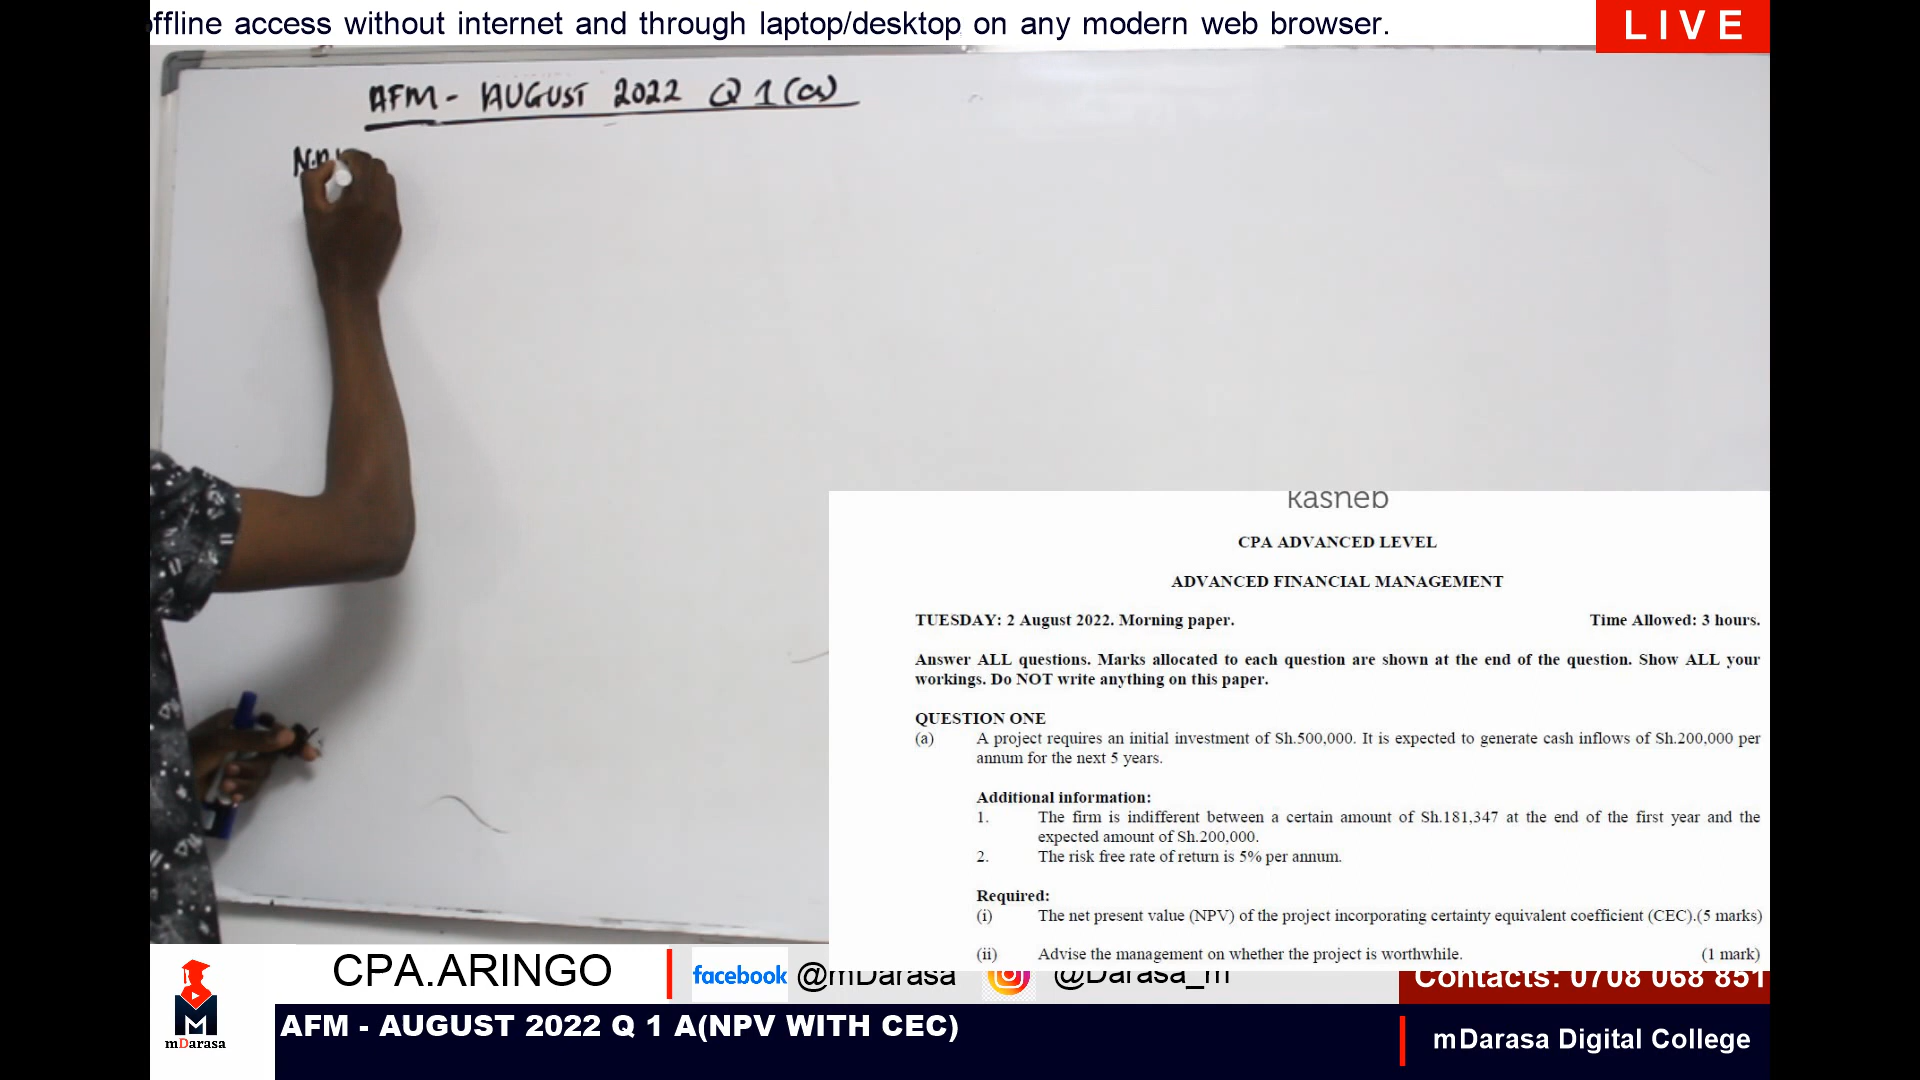 offline access without internet and through laptop/desktop on any modern web browser.
LIVE
AFM - AUGUST 2022 Q 1 (a)
kasneb
CPA ADVANCED LEVEL
ADVANCED FINANCIAL MANAGEMENT
TUESDAY: 2 August 2022. Morning paper. Time Allowed: 3 hours.
Answer ALL questions. Marks allocated to each question are shown at the end of the question. Show ALL your
workings. Do NOT write anything on this paper.
QUESTION ONE
(a) A project requires an initial investment of Sh.500,000. It is expected to generate cash inflows of Sh.200,000 per
annum for the next 5 years.
Additional information:
1. The firm is indifferent between a certain amount of Sh.181,347 at the end of the first year and the
expected amount of Sh.200,000.
2. The risk free rate of return is 5% per annum.
Required:
(i) The net present value (NPV) of the project incorporating certainty equivalent coefficient (CEC).(5 marks)
(ii) Advise the management on whether the project is worthwhile. (1 mark)
CPA.ARINGO
facebook @mDarasa
@Darasa_m
Contacts: 0708 068 851
M
mDarasa
AFM - AUGUST 2022 Q 1 A(NPV WITH CEC)
mDarasa Digital College